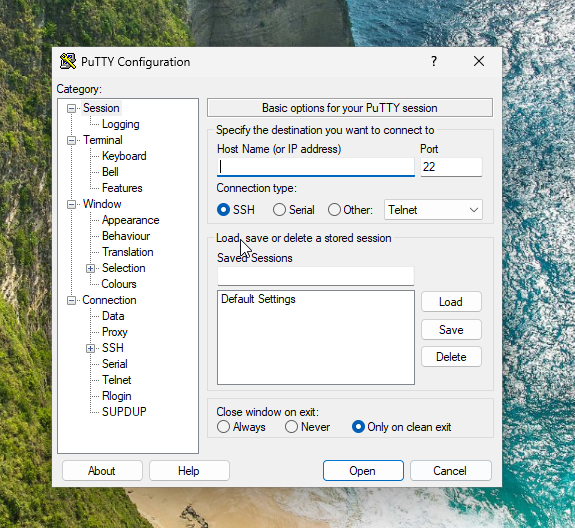 PuTTY Configuration
Category:
Session
Logging
Terminal
Keyboard
Bell
Features
Window
Appearance
Behaviour
Translation
Selection
Colours
Connection
Data
Proxy
SSH
Serial
Telnet
Rlogin
SUPDUP
Basic options for your PuTTY session
Specify the destination you want to connect to
Host Name (or IP address) Port
22
Connection type:
SSH Serial Other: Telnet
Load, save or delete a stored session
Saved Sessions
Default Settings
Load
Save
Delete
Close window on exit:
Always Never Only on clean exit
About Help Open Cancel